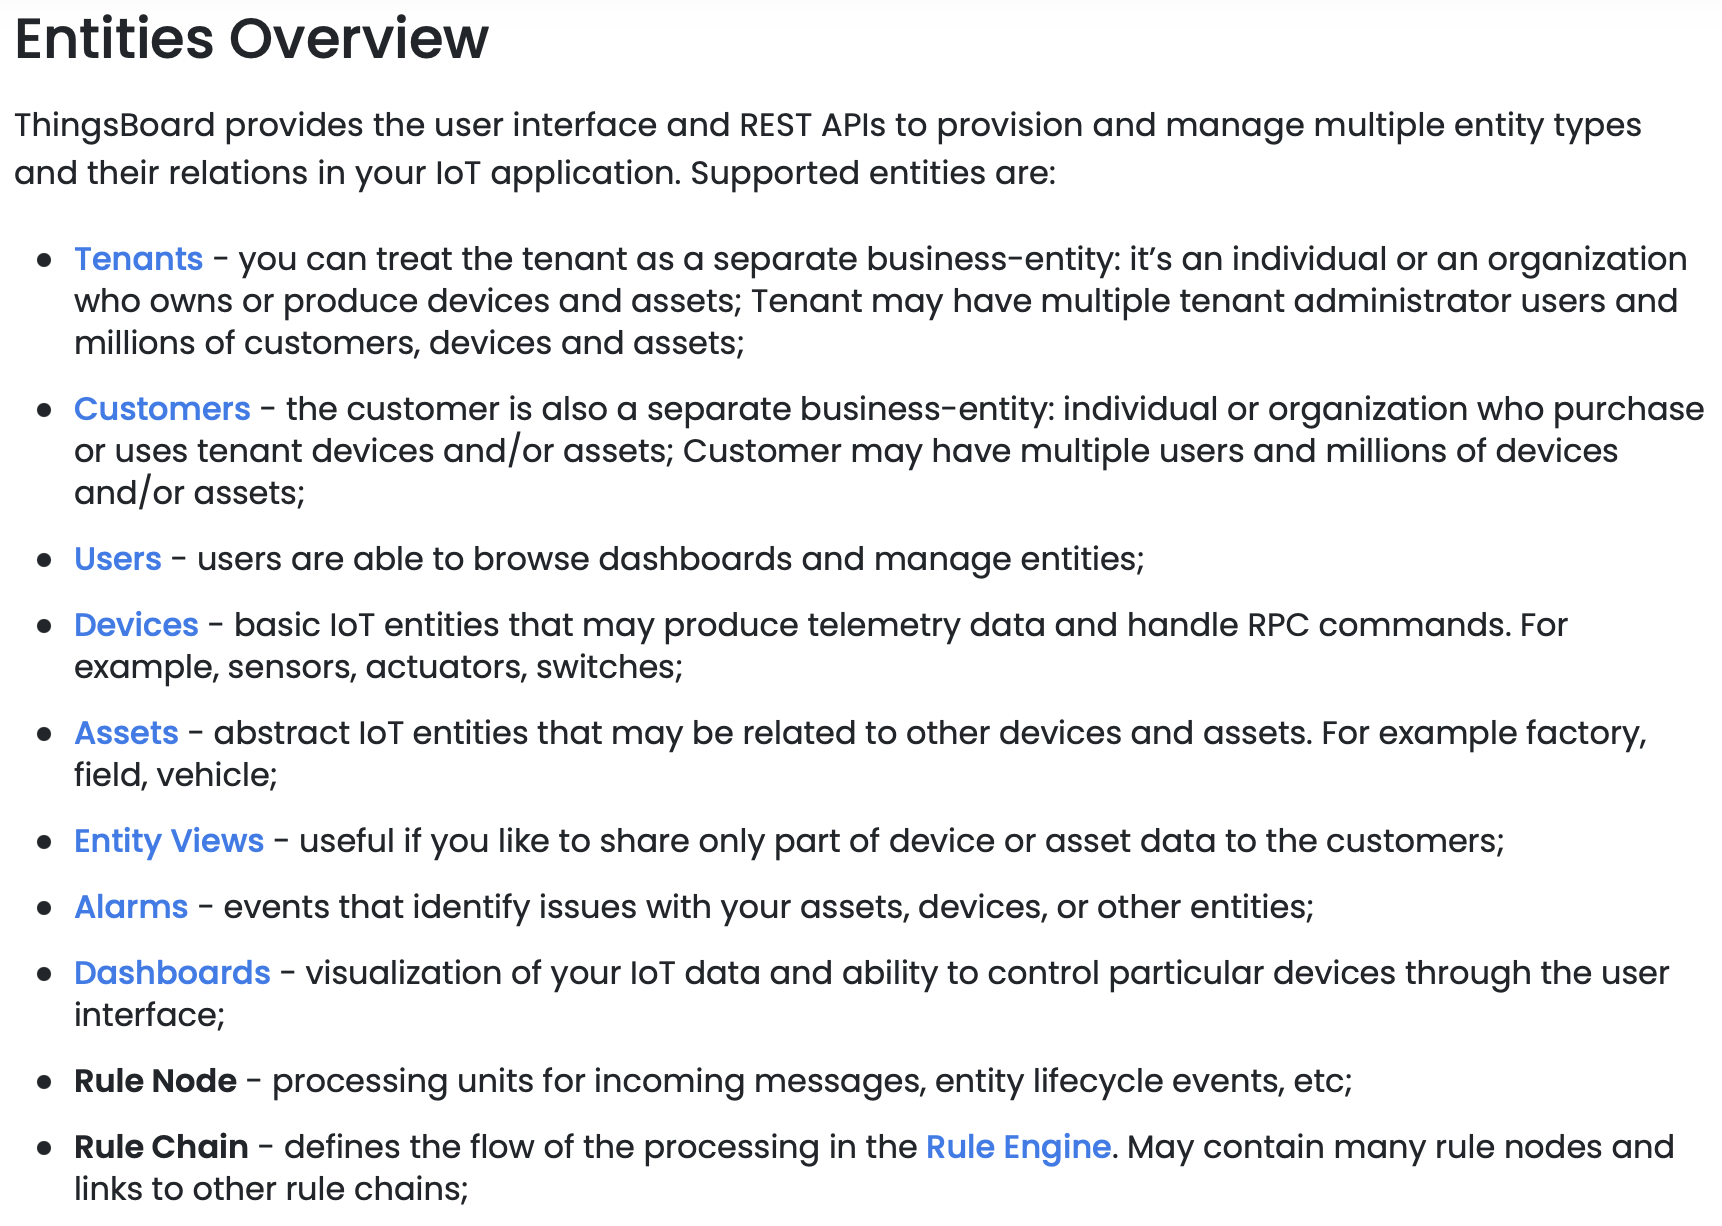 Entities Overview
ThingsBoard provides the user interface and REST APIs to provision and manage multiple entity types
and their relations in your IoT application. Supported entities are:
● Tenants - you can treat the tenant as a separate business-entity: it’s an individual or an organization
who owns or produce devices and assets; Tenant may have multiple tenant administrator users and
millions of customers, devices and assets;
● Customers - the customer is also a separate business-entity: individual or organization who purchase
or uses tenant devices and/or assets; Customer may have multiple users and millions of devices
and/or assets;
● Users - users are able to browse dashboards and manage entities;
● Devices - basic IoT entities that may produce telemetry data and handle RPC commands. For
example, sensors, actuators, switches;
● Assets - abstract IoT entities that may be related to other devices and assets. For example factory,
field, vehicle;
● Entity Views - useful if you like to share only part of device or asset data to the customers;
● Alarms - events that identify issues with your assets, devices, or other entities;
● Dashboards - visualization of your IoT data and ability to control particular devices through the user
interface;
● Rule Node - processing units for incoming messages, entity lifecycle events, etc;
● Rule Chain - defines the flow of the processing in the Rule Engine. May contain many rule nodes and
links to other rule chains;